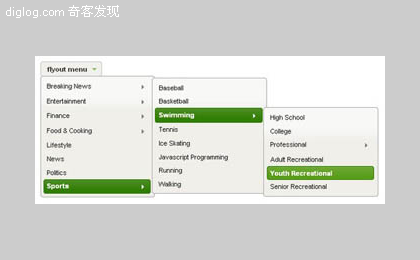 diglog.com 奇客发现
flyout menu
Breaking News
Entertainment
Finance
Food & Cooking
Lifestyle
News
Politics
Sports
Baseball
Basketball
Swimming
Tennis
Ice Skating
Javascript Programming
Running
Walking
High School
College
Professional
Adult Recreational
Youth Recreational
Senior Recreational